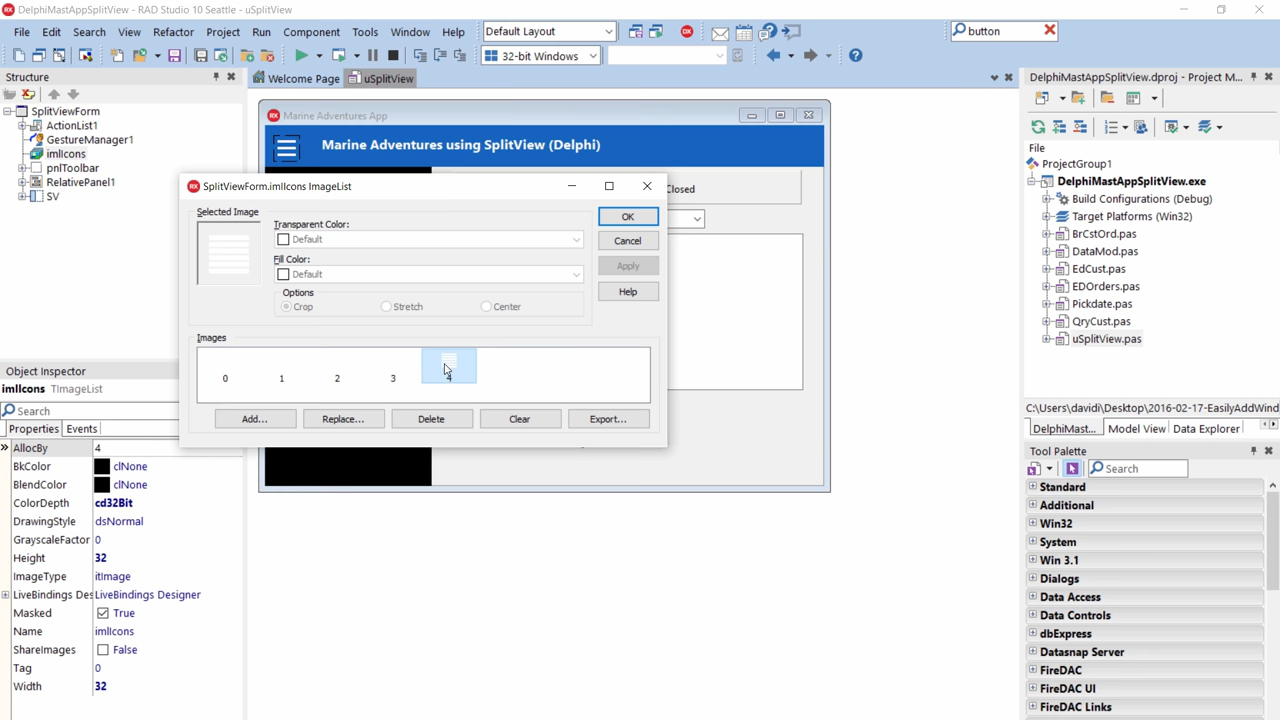 DelphiMastAppSplitView - RAD Studio 10 Seattle - uSplitView
File Edit Search View Refactor Project Run Component Tools Window Help
Default Layout
button
32-bit Windows
Structure
SplitViewForm
ActionList1
GestureManager1
imlIcons
pnlToolbar
RelativePanel1
SV
Welcome Page
uSplitView
Marine Adventures App
Marine Adventures using SplitView (Delphi)
Closed
SplitViewForm.imlIcons ImageList
Selected Image
Transparent Color:
Default
Fill Color:
Default
Options
Crop
Stretch
Center
OK
Cancel
Apply
Help
Images
0 1 2 3 4
Add...
Replace...
Delete
Clear
Export...
Object Inspector
imlIcons TImageList
Search
Properties Events
AllocBy 4
BkColor clNone
BlendColor clNone
ColorDepth cd32Bit
DrawingStyle dsNormal
GrayscaleFactor 0
Height 32
ImageType itImage
LiveBindings Des LiveBindings Designer
Masked True
Name imlIcons
ShareImages False
Tag 0
Width 32
DelphiMastAppSplitView.dproj - Project M...
File
ProjectGroup1
DelphiMastAppSplitView.exe
Build Configurations (Debug)
Target Platforms (Win32)
BrCstOrd.pas
DataMod.pas
EdCust.pas
EDOrders.pas
Pickdate.pas
QryCust.pas
uSplitView.pas
C:\Users\davidi\Desktop\2016-02-17-EasilyAddWind
DelphiMast... Model View Data Explorer
Tool Palette
Search
Standard
Additional
Win32
System
Win 3.1
Dialogs
Data Access
Data Controls
dbExpress
Datasnap Server
FireDAC
FireDAC UI
FireDAC Links